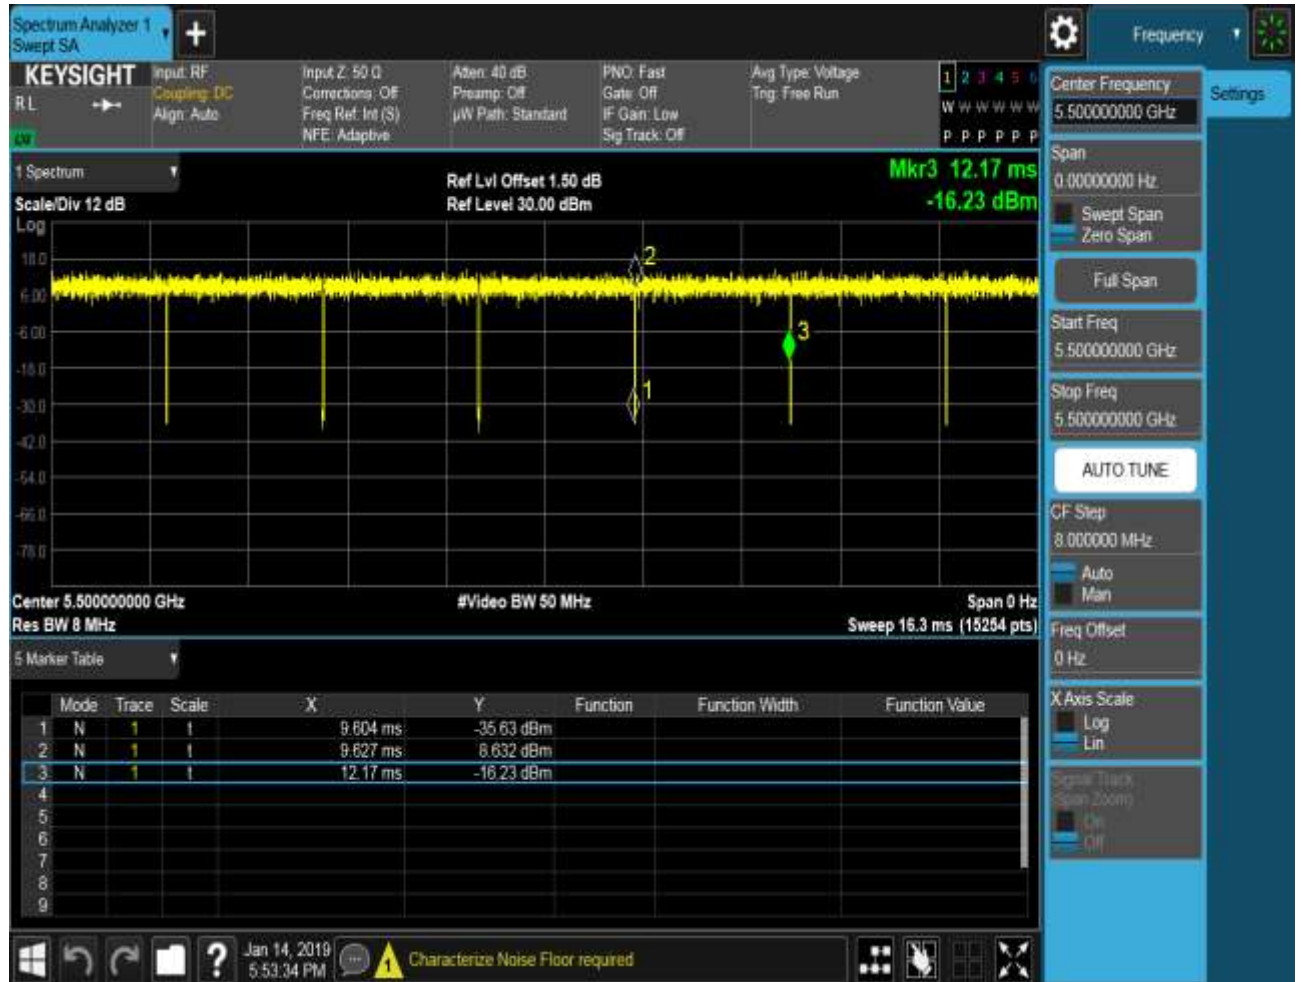 Spectrum Analyzer 1
Swept SA
Frequency
KEYSIGHT
RL
Input: RF
Coupling: DC
Align: Auto
Input Z: 50 Ω
Corrections: Off
Freq Ref: Int (S)
NFE: Adaptive
Atten: 40 dB
Preamp: Off
µW Path: Standard
PNO: Fast
Gate: Off
IF Gain: Low
Sig Track: Off
Avg Type: Voltage
Trig: Free Run
1 2 3 4 5 6
W W W W W W
P P P P P P
1 Spectrum
Scale/Div 12 dB
Ref Lvl Offset 1.50 dB
Ref Level 30.00 dBm
Mkr3 12.17 ms
-16.23 dBm
Log
18.0
6.00
-6.00
-18.0
-30.0
-42.0
-54.0
-66.0
-78.0
2
3
1
Center 5.500000000 GHz
#Video BW 50 MHz
Span 0 Hz
Res BW 8 MHz
Sweep 16.3 ms (15254 pts)
5 Marker Table
Mode Trace Scale X Y Function Function Width Function Value
1 N 1 t 9.604 ms -35.63 dBm
2 N 1 t 9.627 ms 8.632 dBm
3 N 1 t 12.17 ms -16.23 dBm
4
5
6
7
8
9
Jan 14, 2019
5:53:34 PM
1
Characterize Noise Floor required
Center Frequency
5.500000000 GHz
Settings
Span
0.00000000 Hz
Swept Span
Zero Span
Full Span
Start Freq
5.500000000 GHz
Stop Freq
5.500000000 GHz
AUTO TUNE
CF Step
8.000000 MHz
Auto
Man
Freq Offset
0 Hz
X Axis Scale
Log
Lin
Signal Track
(Span Zoom)
On
Off